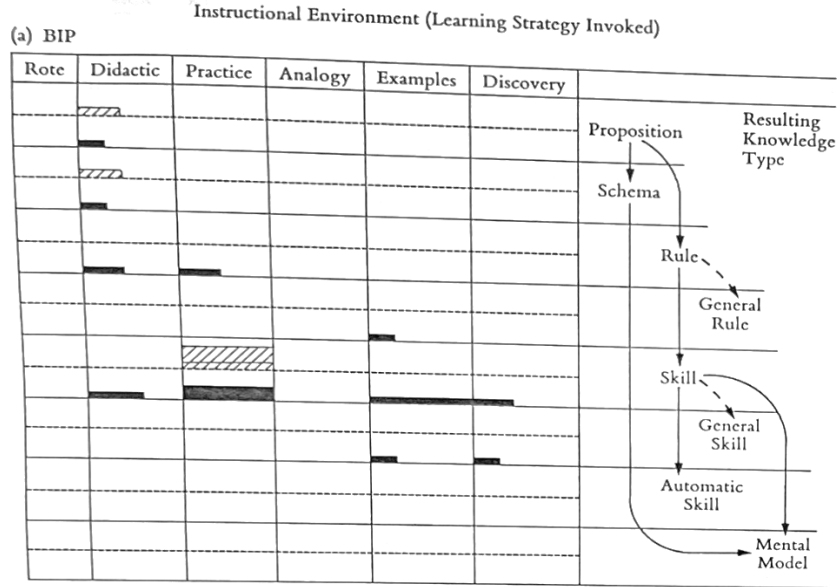 Instructional Environment (Learning Strategy Invoked)
(a) BIP
Rote Didactic Practice Analogy Examples Discovery
Proposition
Resulting
Knowledge
Type
Schema
Rule
General
Rule
Skill
General
Skill
Automatic
Skill
Mental
Model